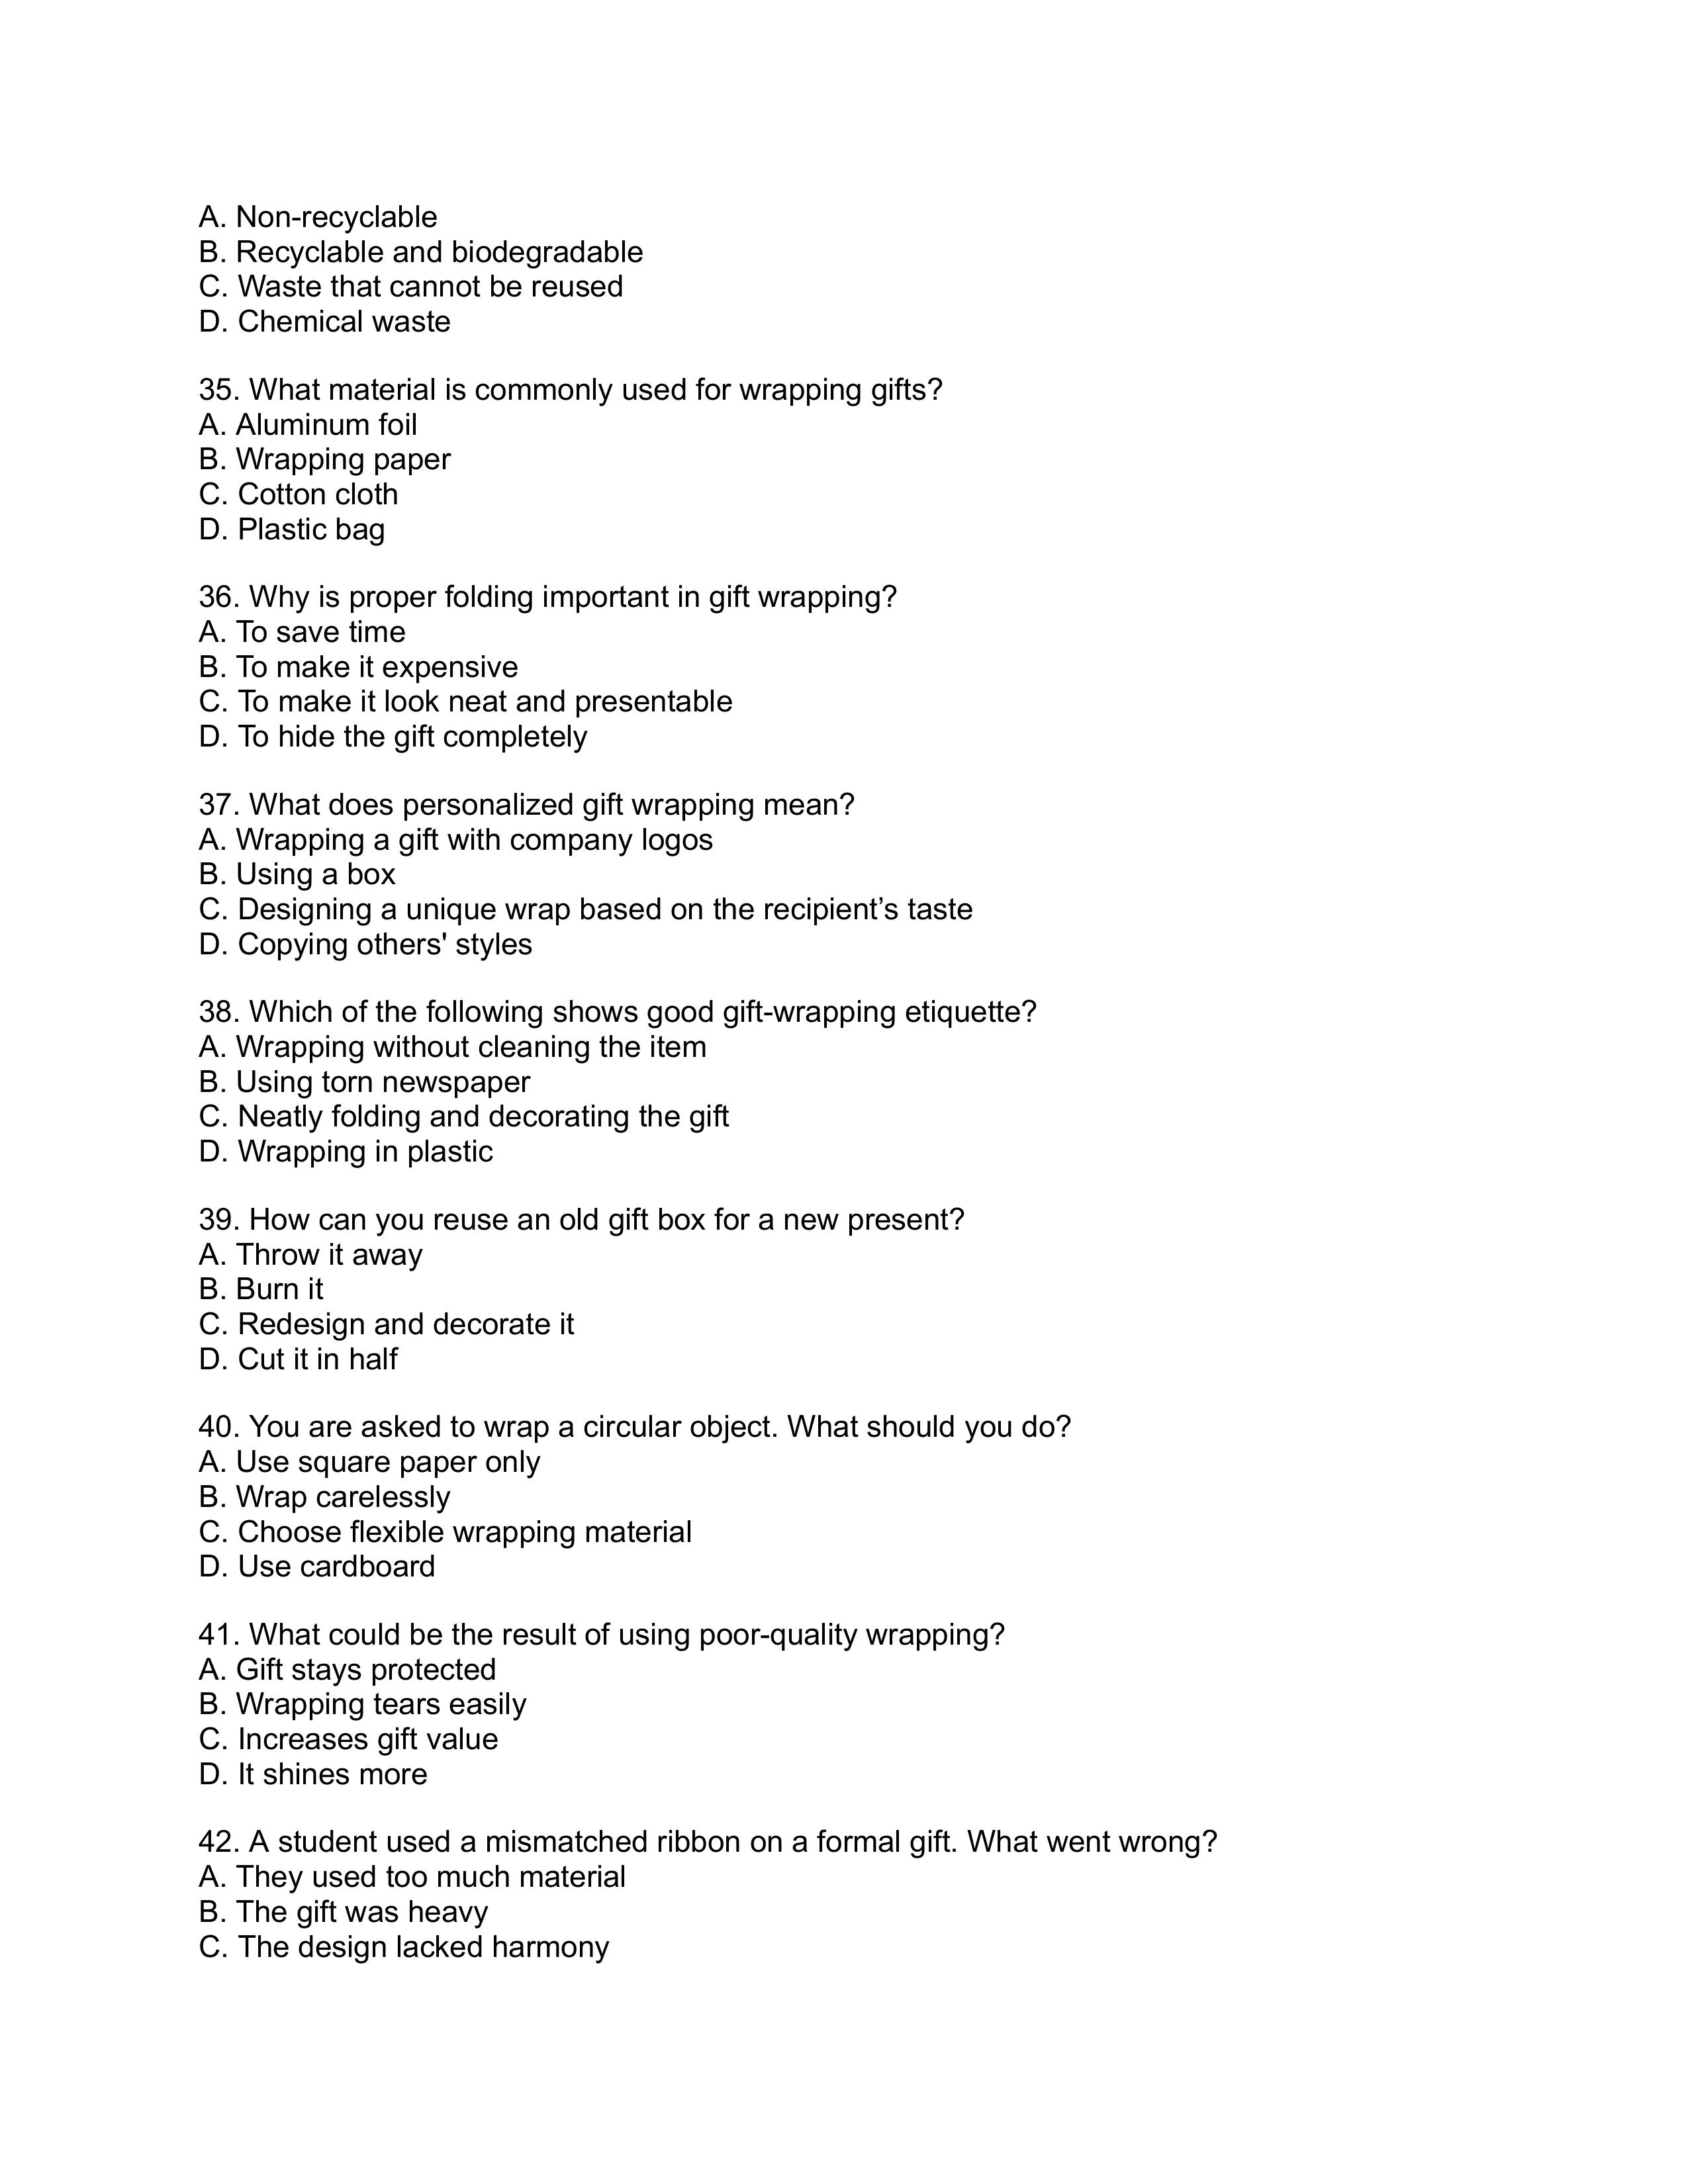 A. Non-recyclable
B. Recyclable and biodegradable
C. Waste that cannot be reused
D. Chemical waste
35. What material is commonly used for wrapping gifts?
A. Aluminum foil
B. Wrapping paper
C. Cotton cloth
D. Plastic bag
36. Why is proper folding important in gift wrapping?
A. To save time
B. To make it expensive
C. To make it look neat and presentable
D. To hide the gift completely
37. What does personalized gift wrapping mean?
A. Wrapping a gift with company logos
B. Using a box
C. Designing a unique wrap based on the recipient’s taste
D. Copying others' styles
38. Which of the following shows good gift-wrapping etiquette?
A. Wrapping without cleaning the item
B. Using torn newspaper
C. Neatly folding and decorating the gift
D. Wrapping in plastic
39. How can you reuse an old gift box for a new present?
A. Throw it away
B. Burn it
C. Redesign and decorate it
D. Cut it in half
40. You are asked to wrap a circular object. What should you do?
A. Use square paper only
B. Wrap carelessly
C. Choose flexible wrapping material
D. Use cardboard
41. What could be the result of using poor-quality wrapping?
A. Gift stays protected
B. Wrapping tears easily
C. Increases gift value
D. It shines more
42. A student used a mismatched ribbon on a formal gift. What went wrong?
A. They used too much material
B. The gift was heavy
C. The design lacked harmony